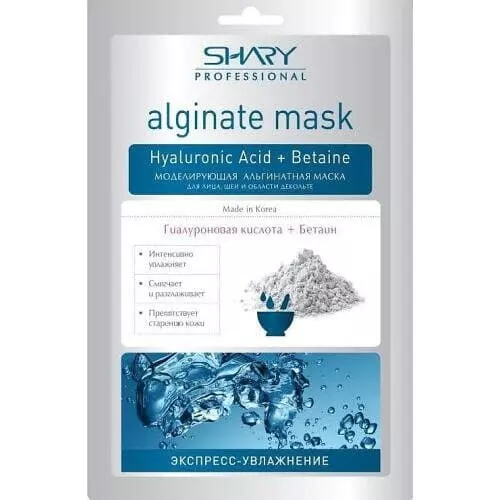 SHARY
PROFESSIONAL
alginate mask
Hyaluronic Acid + Betaine
МОДЕЛИРУЮЩАЯ АЛЬГИНАТНАЯ МАСКА
ДЛЯ ЛИЦА, ШЕИ И ОБЛАСТИ ДЕКОЛЬТЕ
Made in Korea
Гиалуроновая кислота + Бетаин
• Интенсивно
увлажняет
• Смягчает
и разглаживает
• Препятствует
старению кожи
ЭКСПРЕСС-УВЛАЖНЕНИЕ